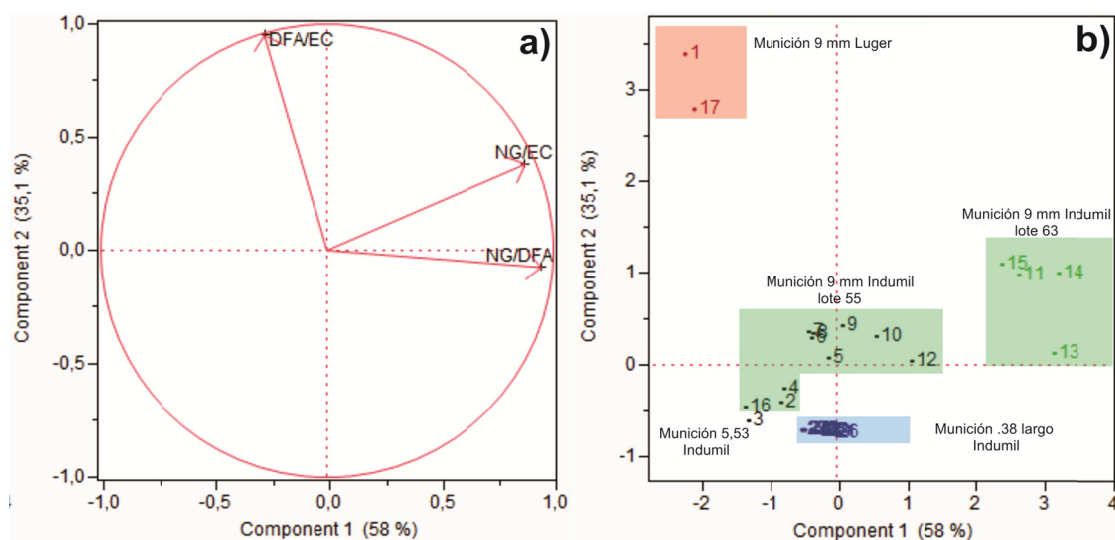 1,0
0,5
0,0
-0,5
-1,0
-1,0
-0,5
0,0
0,5
1,0
Component 2 (35,1 %)
Component 1 (58 %)
a)
DFA/EC
NG/EC
NG/DFA
b)
3
2
1
0
-1
-2
-1
0
1
2
3
4
Component 2 (35,1 %)
Component 1 (58 %)
Munición 9 mm Luger
1
17
Munición 9 mm Indumil
lote 63
15
11
14
13
Munición 9 mm Indumil
lote 55
7
8
6
9
10
5
12
4
2
16
3
Munición 5,53
Indumil
Munición .38 largo
Indumil